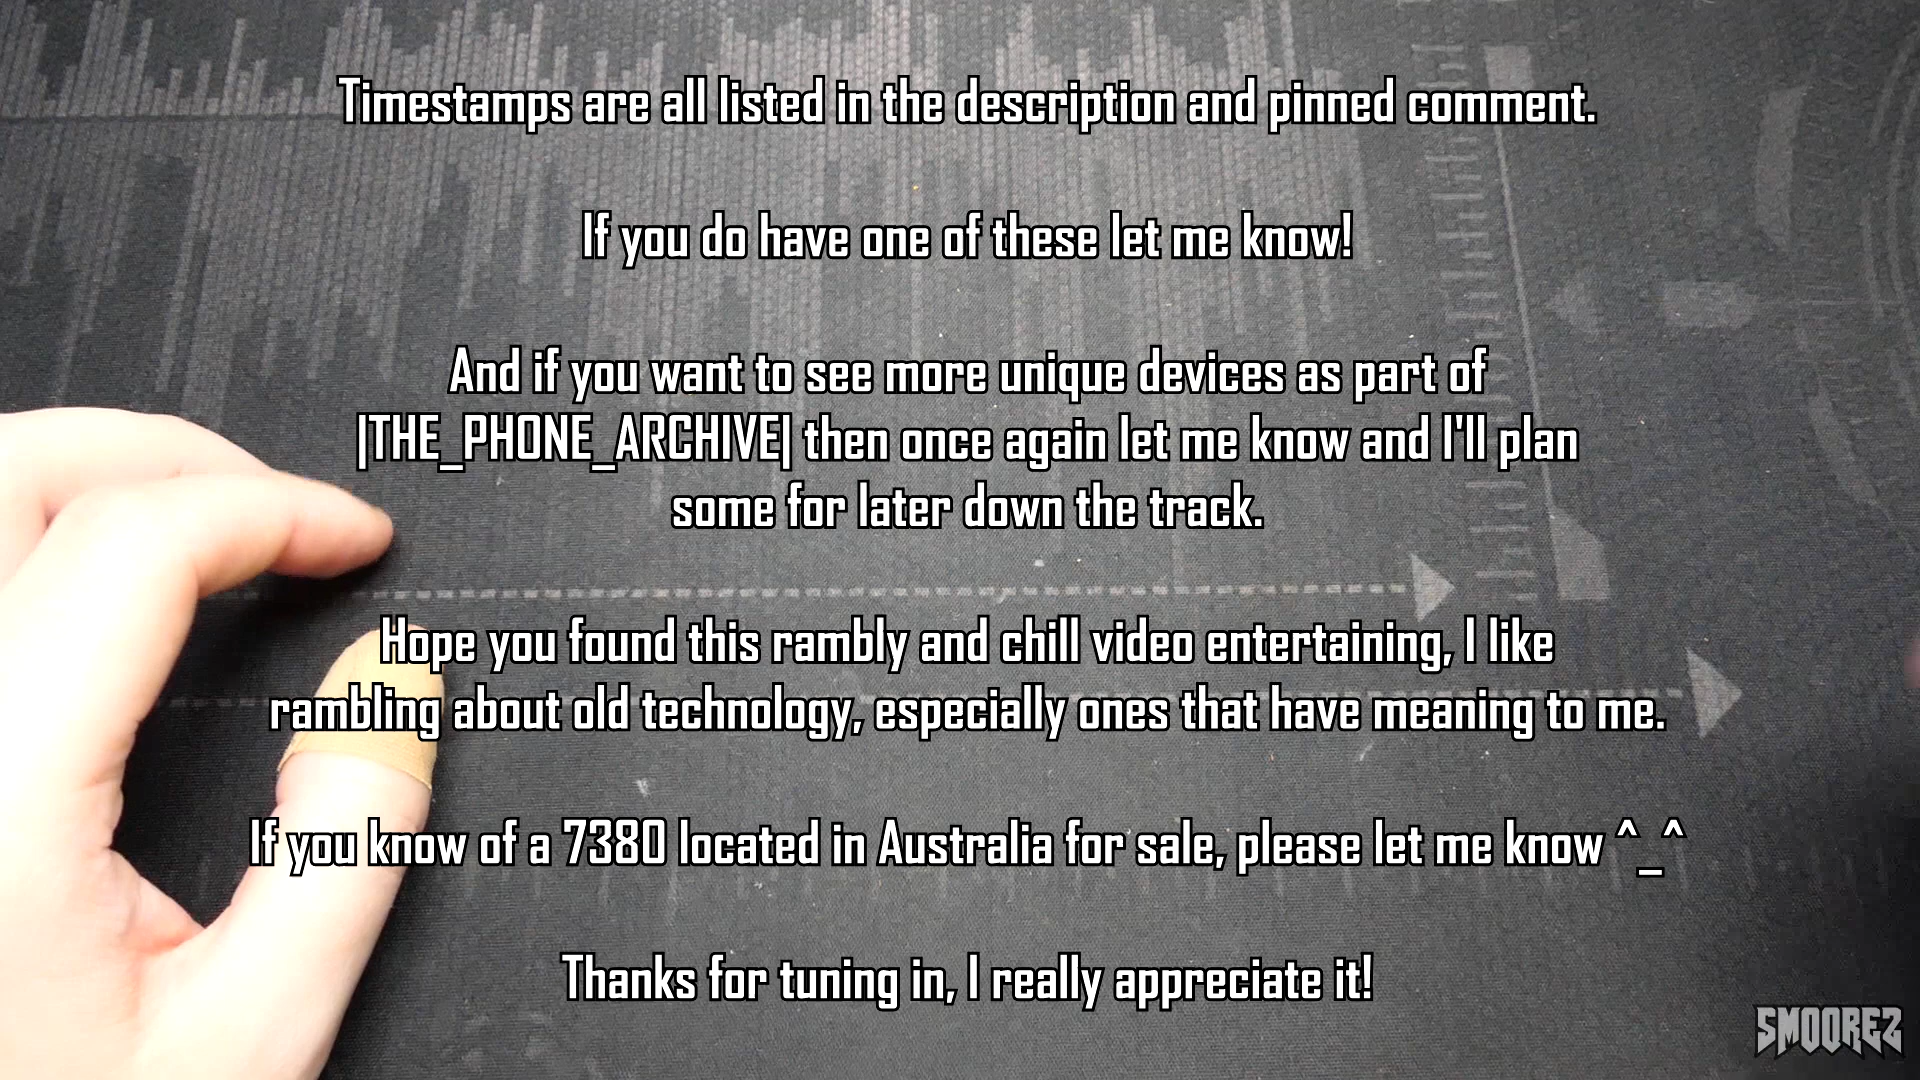 Timestamps are all listed in the description and pinned comment.
If you do have one of these let me know!
And if you want to see more unique devices as part of
|THE_PHONE_ARCHIVE| then once again let me know and I'll plan
some for later down the track.
Hope you found this rambly and chill video entertaining, I like
rambling about old technology, especially ones that have meaning to me.
If you know of a 7380 located in Australia for sale, please let me know ^_^
Thanks for tuning in, I really appreciate it!
SMOOREZ